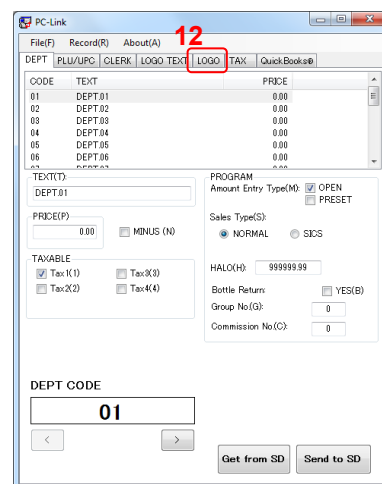 PC-Link
File(F) Record(R) About(A) 12
DEPT PLU/UPC CLERK LOGO TEXT LOGO TAX QuickBooks®
CODE TEXT PRICE
01 DEPT.01 0.00
02 DEPT.02 0.00
03 DEPT.03 0.00
04 DEPT.04 0.00
05 DEPT.05 0.00
06 DEPT.06 0.00
TEXT(T):
DEPT.01
PRICE(P)
0.00 MINUS (N)
TAXABLE
Tax1(1) Tax3(3)
Tax2(2) Tax4(4)
PROGRAM
Amount Entry Type(M): OPEN
PRESET
Sales Type(S):
NORMAL SICS
HALO(H): 999999.99
Bottle Return: YES(B)
Group No.(G): 0
Commission No.(C): 0
DEPT CODE
01
< >
Get from SD Send to SD